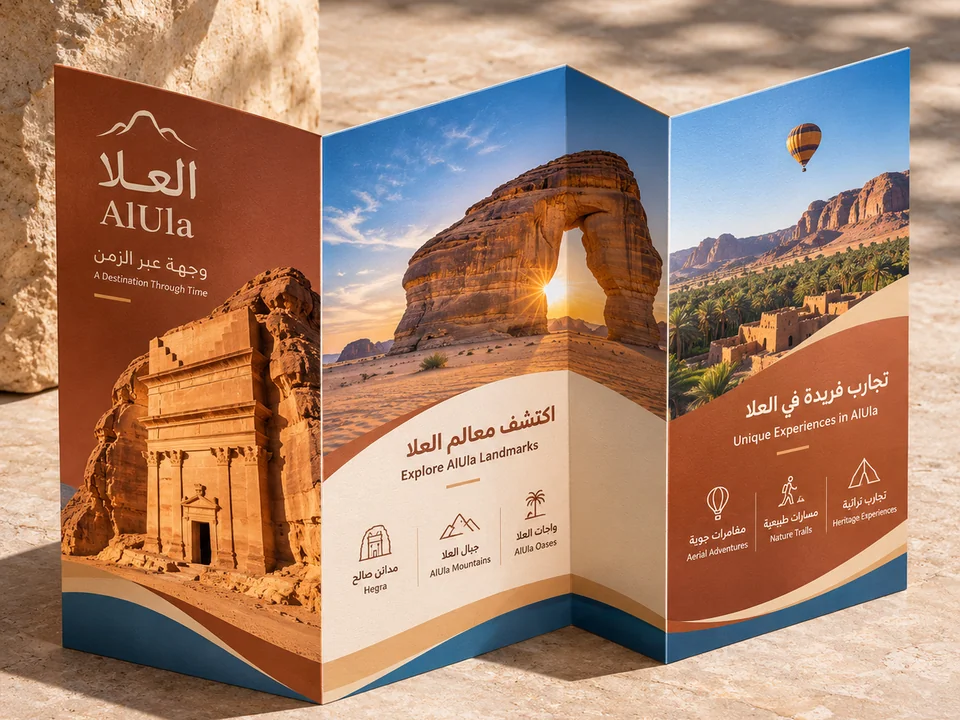 العلا
AlUla
وجهة عبر الزمن
A Destination Through Time
اكتشف معالم العلا
Explore AlUla Landmarks
مدائن صالح
Hegra
جبال العلا
AlUla Mountains
واحات العلا
AlUla Oases
تجارب فريدة في العلا
Unique Experiences in AlUla
مغامرات جوية
Aerial Adventures
مسارات طبيعية
Nature Trails
تجارب تراثية
Heritage Experiences